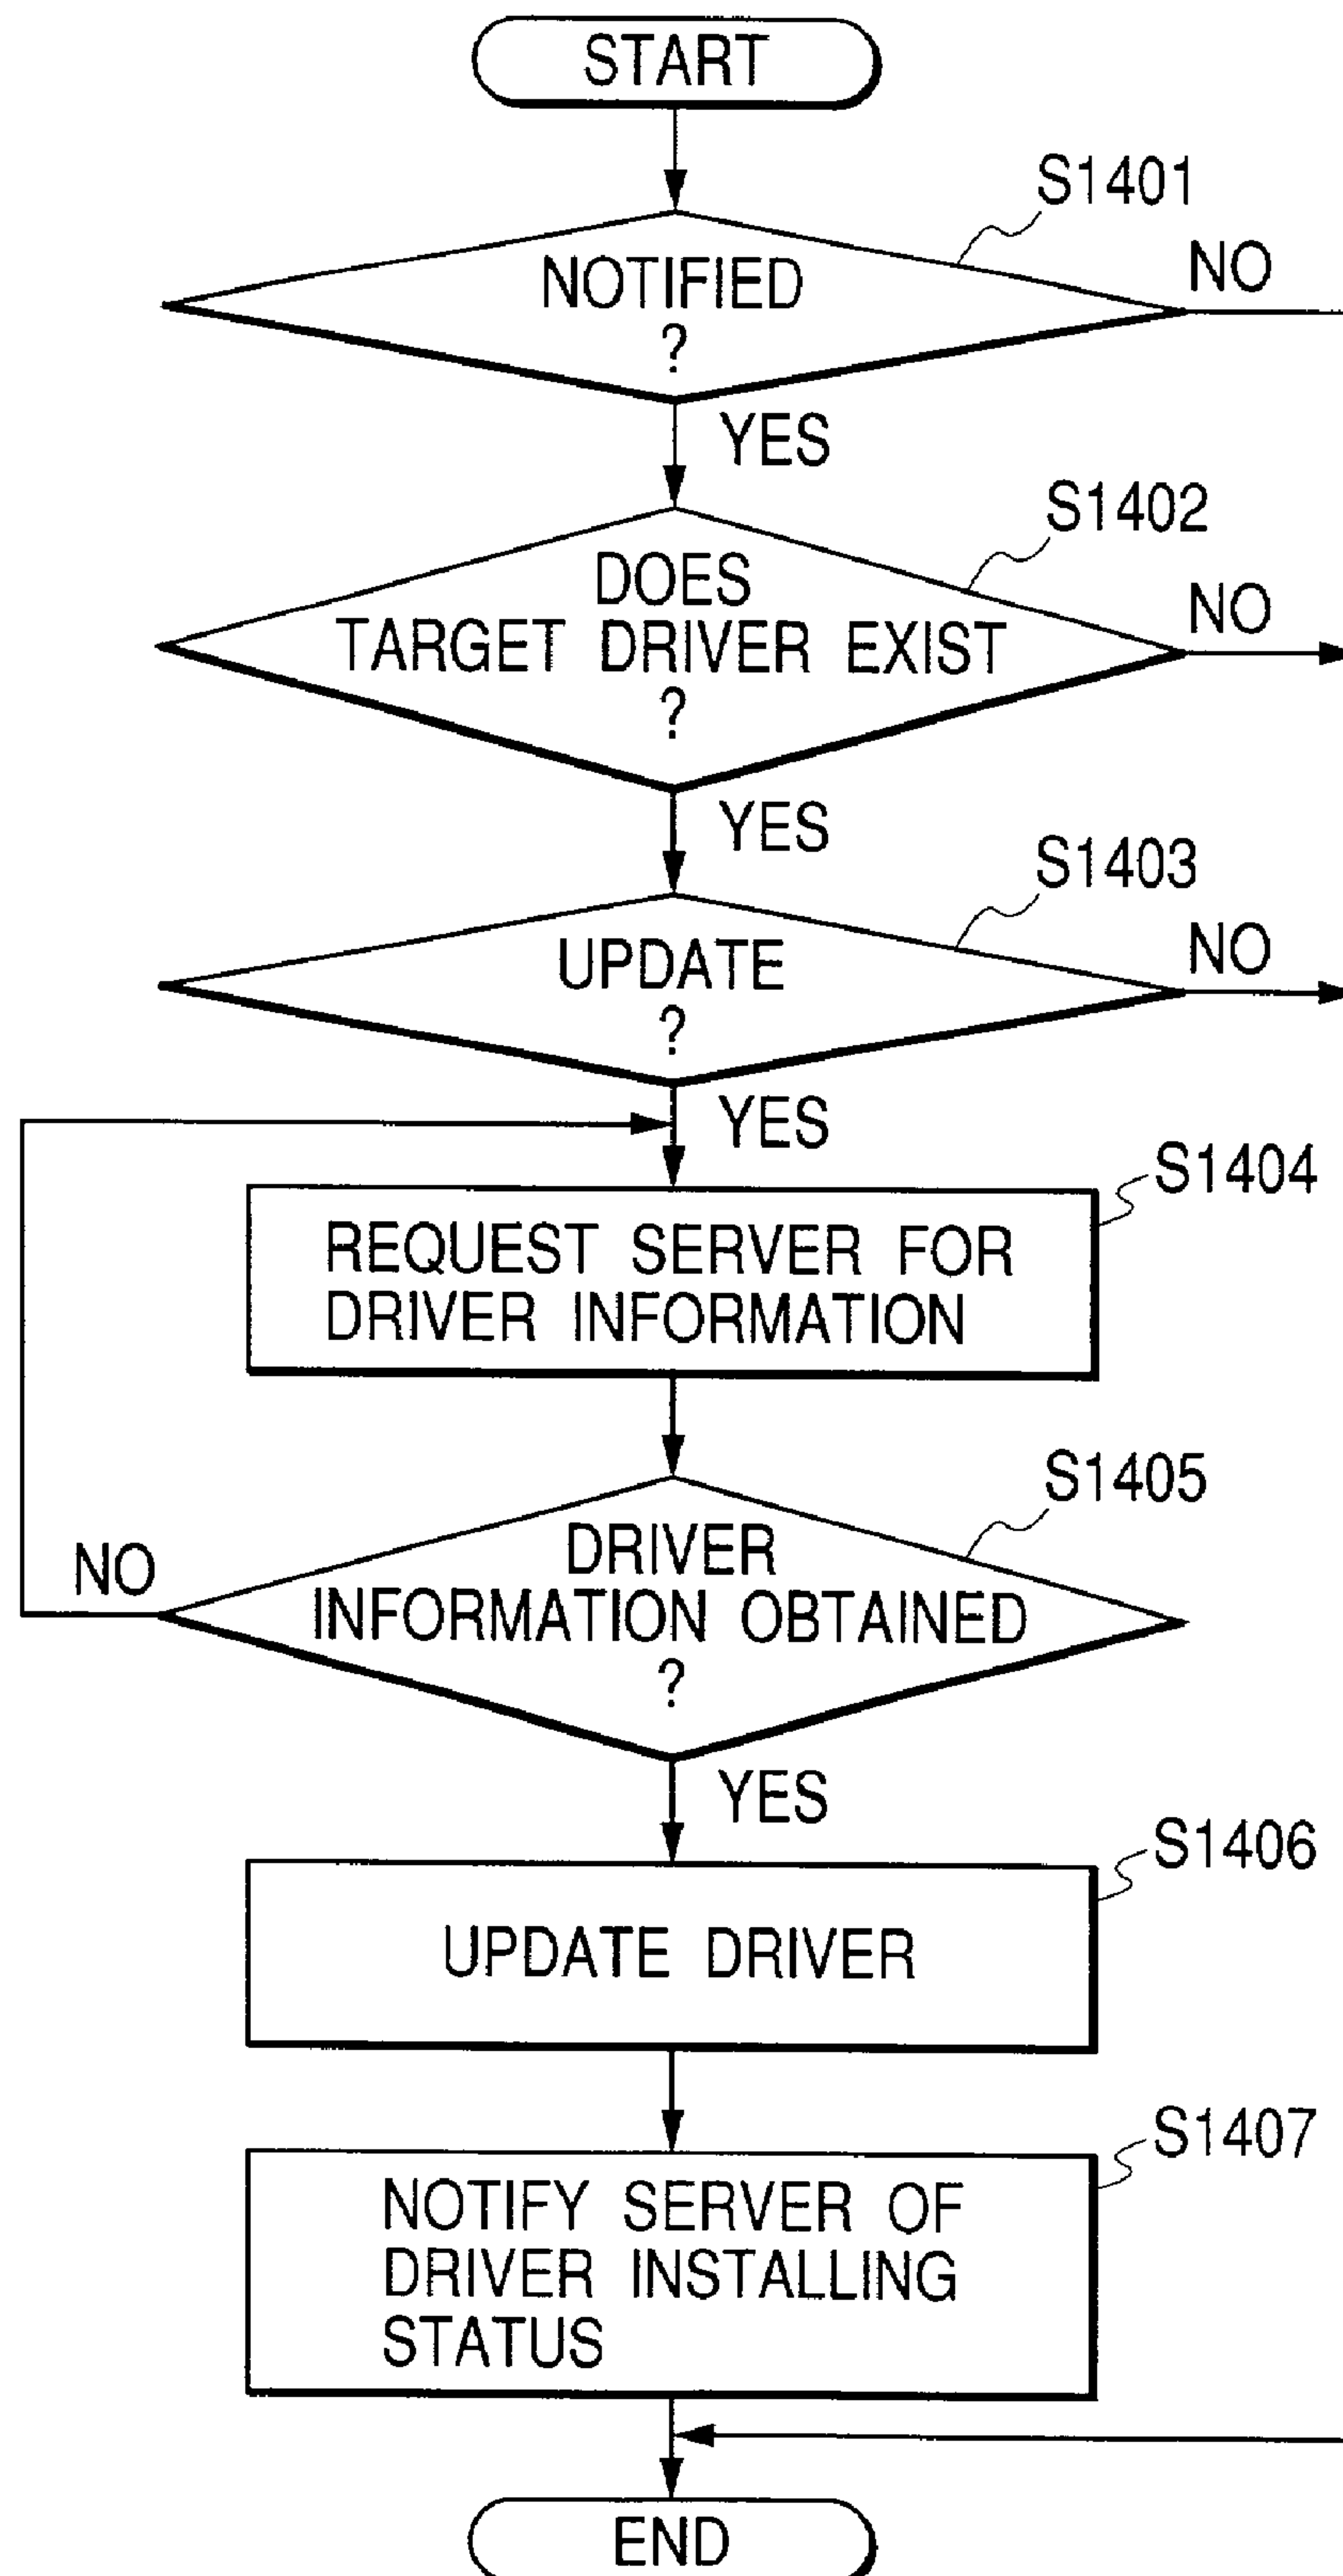 START
S1401
NOTIFIED
?
NO
YES
S1402
DOES
TARGET DRIVER EXIST
?
NO
YES
S1403
UPDATE
?
NO
YES
S1404
REQUEST SERVER FOR
DRIVER INFORMATION
S1405
DRIVER
INFORMATION OBTAINED
?
NO
YES
S1406
UPDATE DRIVER
S1407
NOTIFY SERVER OF
DRIVER INSTALLING
STATUS
END